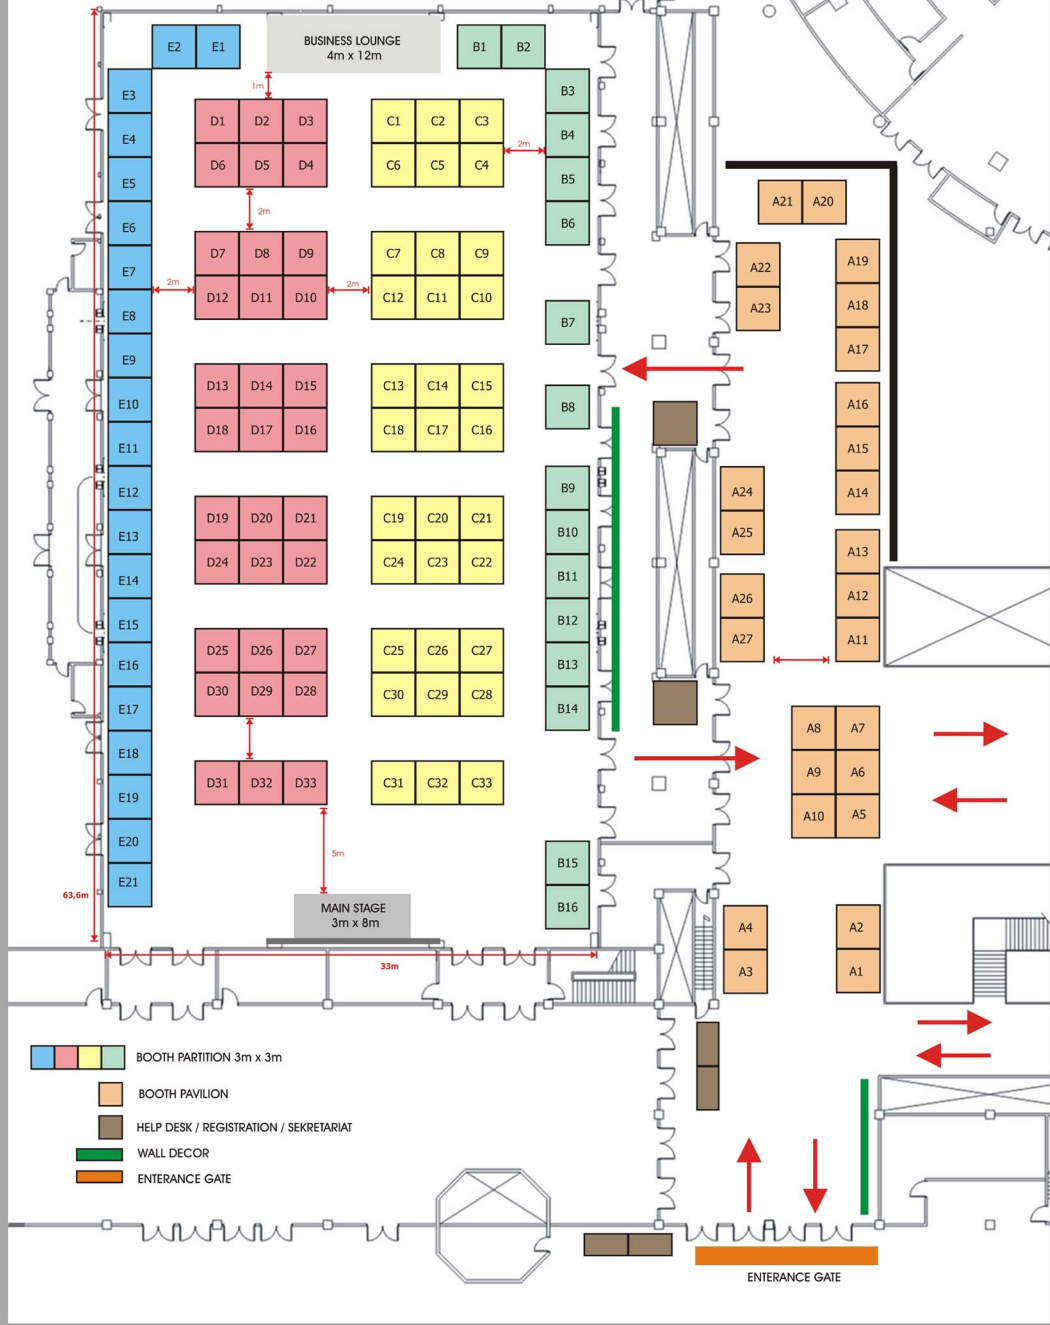 E2 E1
BUSINESS LOUNGE
4m x 12m
B1 B2
1m
E3
E4
E5
E6
E7
E8
E9
E10
E11
E12
E13
E14
E15
E16
E17
E18
E19
E20
E21
D1 D2 D3
D6 D5 D4
2m
D7 D8 D9
D12 D11 D10
2m
2m
D13 D14 D15
D18 D17 D16
D19 D20 D21
D24 D23 D22
D25 D26 D27
D30 D29 D28
D31 D32 D33
C1 C2 C3
C6 C5 C4
2m
C7 C8 C9
C12 C11 C10
C13 C14 C15
C18 C17 C16
C19 C20 C21
C24 C23 C22
C25 C26 C27
C30 C29 C28
C31 C32 C33
B3
B4
B5
B6
B7
B8
B9
B10
B11
B12
B13
B14
B15
B16
5m
63,6m
MAIN STAGE
3m x 8m
33m
A21 A20
A22
A23
A19
A18
A17
A16
A15
A14
A24
A25
A13
A12
A11
A26
A27
A8 A7
A9 A6
A10 A5
A4
A3
A2
A1
BOOTH PARTITION 3m x 3m
BOOTH PAVILION
HELP DESK / REGISTRATION / SEKRETARIAT
WALL DECOR
ENTERANCE GATE
ENTERANCE GATE